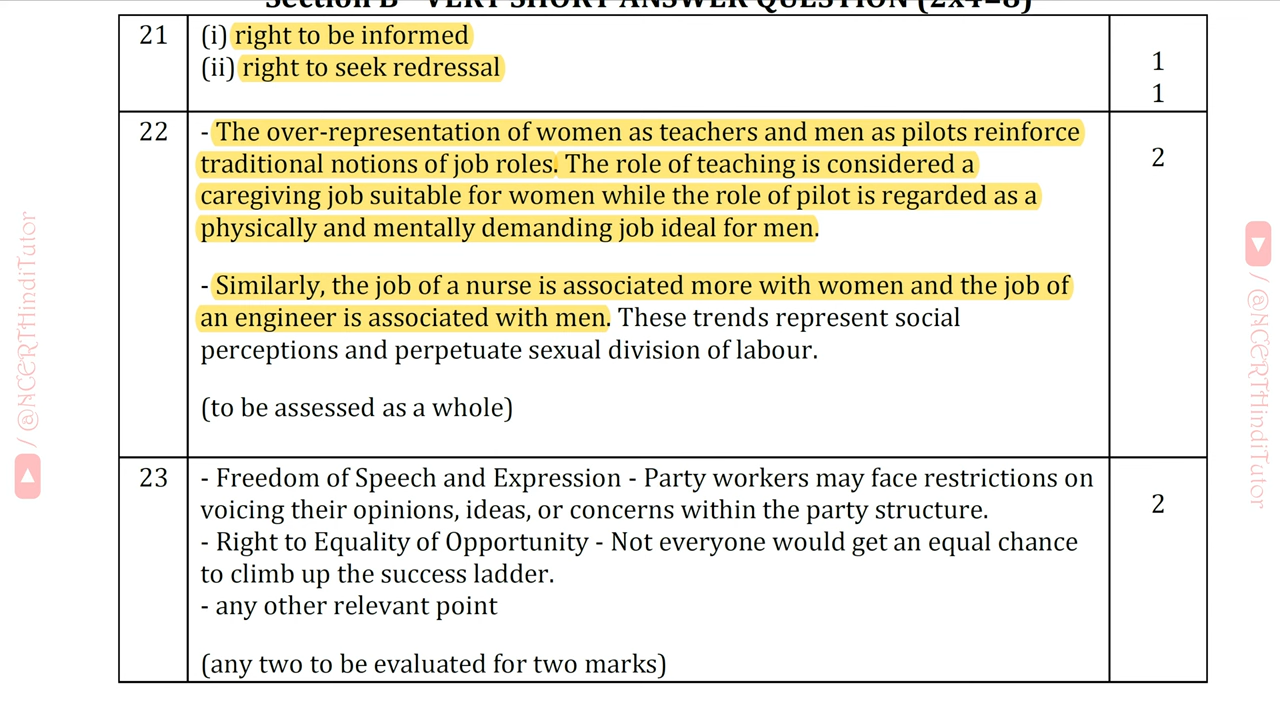 Section B - VERY SHORT ANSWER QUESTION (2x4=8)
21
(i) right to be informed
(ii) right to seek redressal
1
1
22
- The over-representation of women as teachers and men as pilots reinforce
traditional notions of job roles. The role of teaching is considered a
caregiving job suitable for women while the role of pilot is regarded as a
physically and mentally demanding job ideal for men.
- Similarly, the job of a nurse is associated more with women and the job of
an engineer is associated with men. These trends represent social
perceptions and perpetuate sexual division of labour.
(to be assessed as a whole)
2
23
- Freedom of Speech and Expression - Party workers may face restrictions on
voicing their opinions, ideas, or concerns within the party structure.
- Right to Equality of Opportunity - Not everyone would get an equal chance
to climb up the success ladder.
- any other relevant point
(any two to be evaluated for two marks)
2
/ @NCERTHindiTutor
/ @NCERTHindiTutor